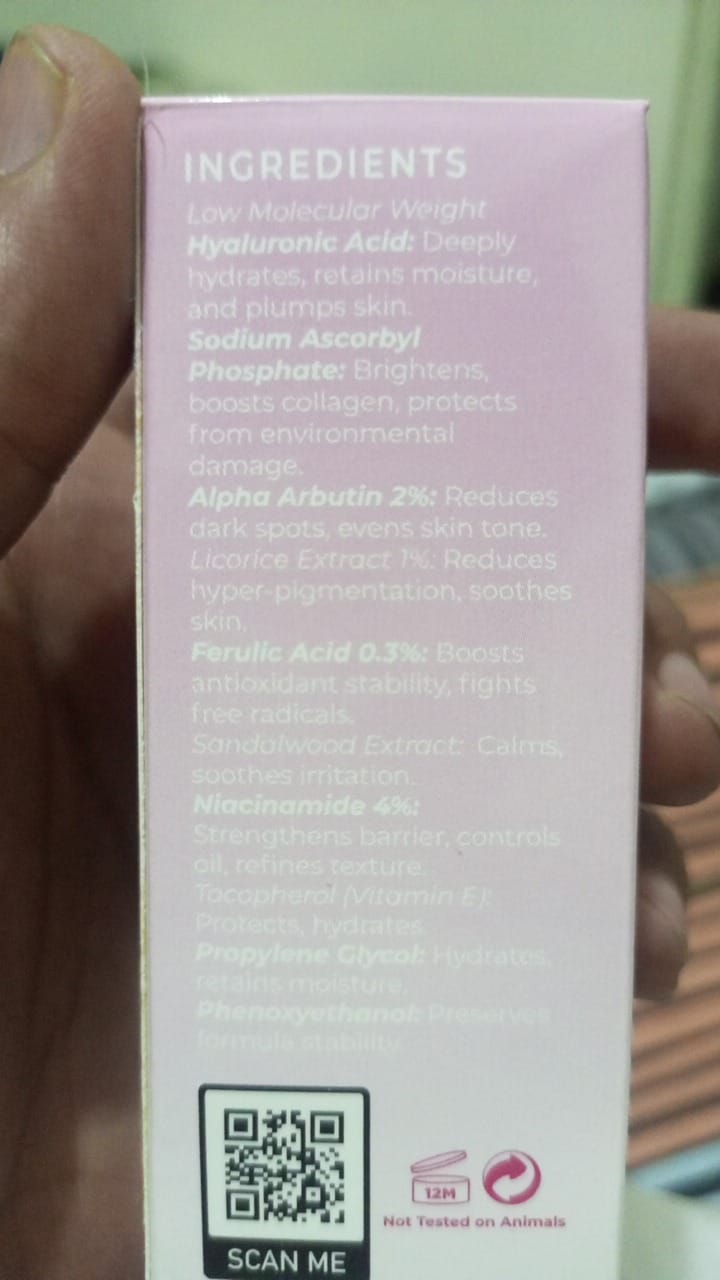 INGREDIENTS
Low Molecular Weight
Hyaluronic Acid: Deeply
hydrates, retains moisture,
and plumps skin.
Sodium Ascorbyl
Phosphate: Brightens,
boosts collagen, protects
from environmental
damage.
Alpha Arbutin 2%: Reduces
dark spots, evens skin tone.
Licorice Extract 1%: Reduces
hyper-pigmentation, soothes
skin.
Ferulic Acid 0.3%: Boosts
antioxidant stability, fights
free radicals.
Sandalwood Extract: Calms,
soothes irritation.
Niacinamide 4%:
Strengthens barrier, controls
oil, refines texture.
Tocopherol (Vitamin E):
Protects, hydrates.
Propylene Glycol: Hydrates,
retains moisture.
Phenoxyethanol: Preserves
formula stability.
12M
Not Tested on Animals
SCAN ME